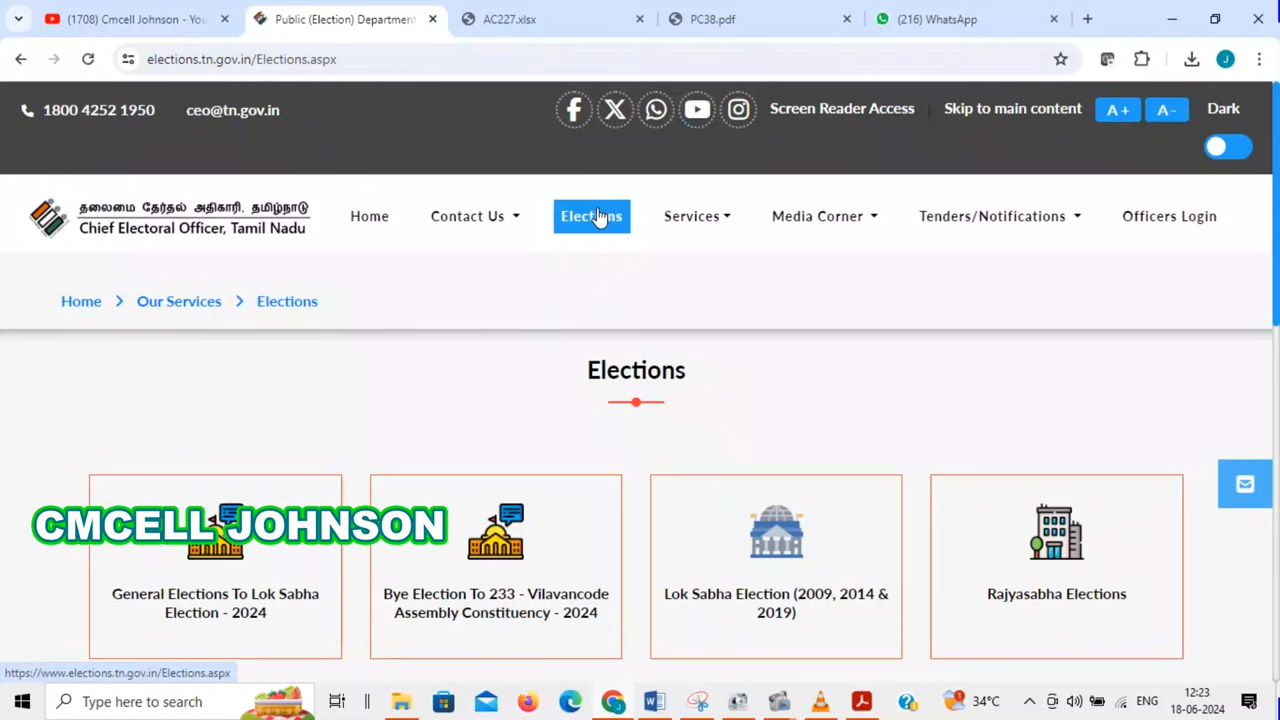 (1708) Cmcell Johnson - You
Public (Election) Department
AC227.xlsx
PC38.pdf
(216) WhatsApp
elections.tn.gov.in/Elections.aspx
J
1800 4252 1950
ceo@tn.gov.in
Screen Reader Access
Skip to main content
A +
A -
Dark
தலைமை தேர்தல் அதிகாரி, தமிழ்நாடு
Chief Electoral Officer, Tamil Nadu
Home
Contact Us
Elections
Services
Media Corner
Tenders/Notifications
Officers Login
Home > Our Services > Elections
Elections
CMCELL JOHNSON
General Elections To Lok Sabha
Election - 2024
Bye Election To 233 - Vilavancode
Assembly Constituency - 2024
Lok Sabha Election (2009, 2014 &
2019)
Rajyasabha Elections
https://www.elections.tn.gov.in/Elections.aspx
Type here to search
34°C
ENG
12:23
18-06-2024